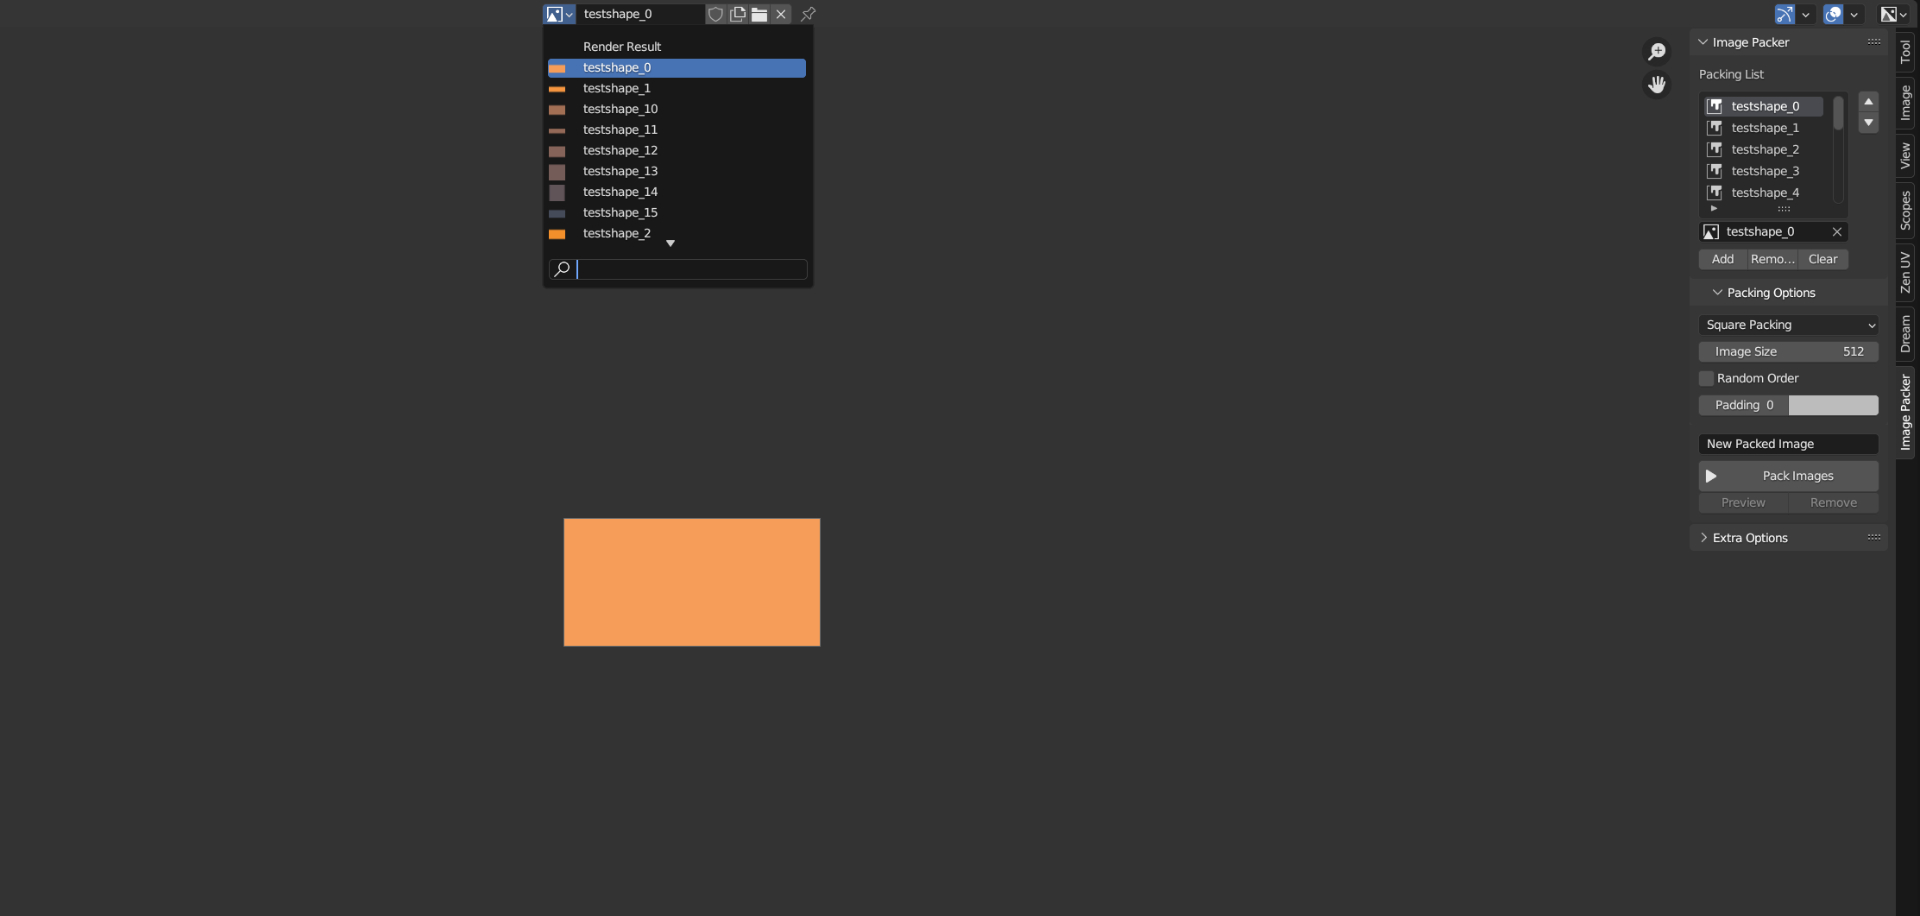 testshape_0
Render Result
testshape_0
testshape_1
testshape_10
testshape_11
testshape_12
testshape_13
testshape_14
testshape_15
testshape_2
Image Packer
Packing List
testshape_0
testshape_1
testshape_2
testshape_3
testshape_4
testshape_0
Add Remo... Clear
Packing Options
Square Packing
Image Size 512
Random Order
Padding 0
New Packed Image
Pack Images
Preview Remove
Extra Options
Tool
Image
View
Scopes
Zen UV
Dream
Image Packer